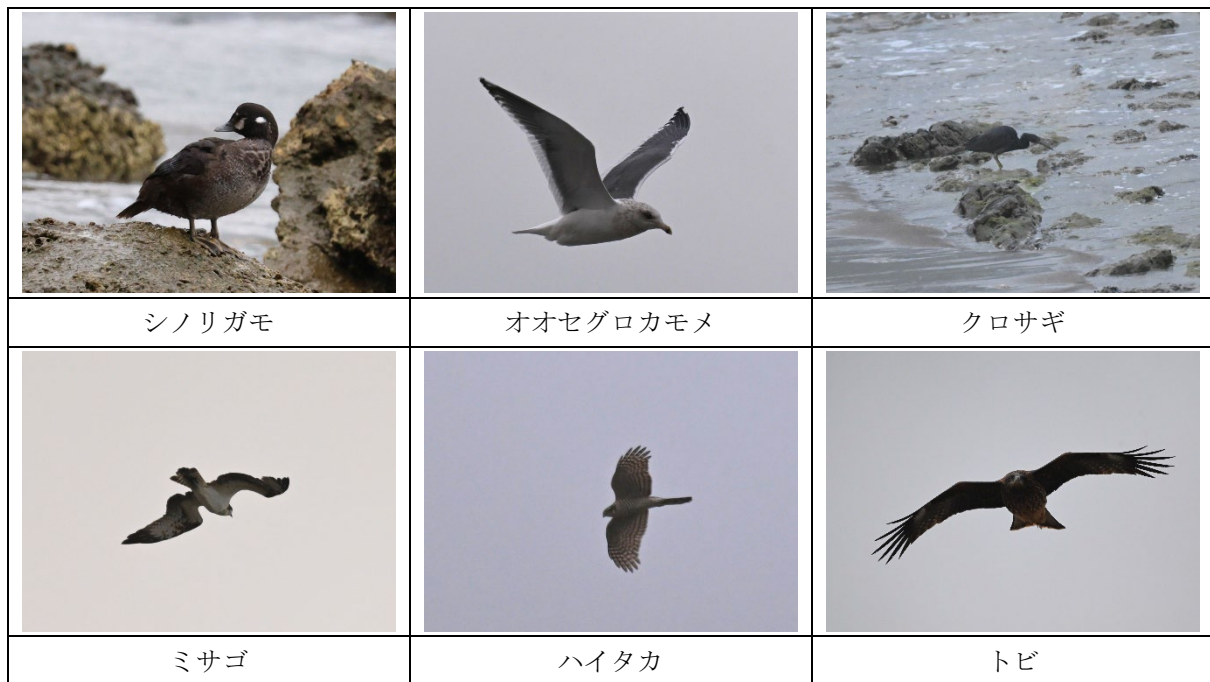 シノリガモ
オオセグロカモメ
クロサギ
ミサゴ
ハイタカ
トビ